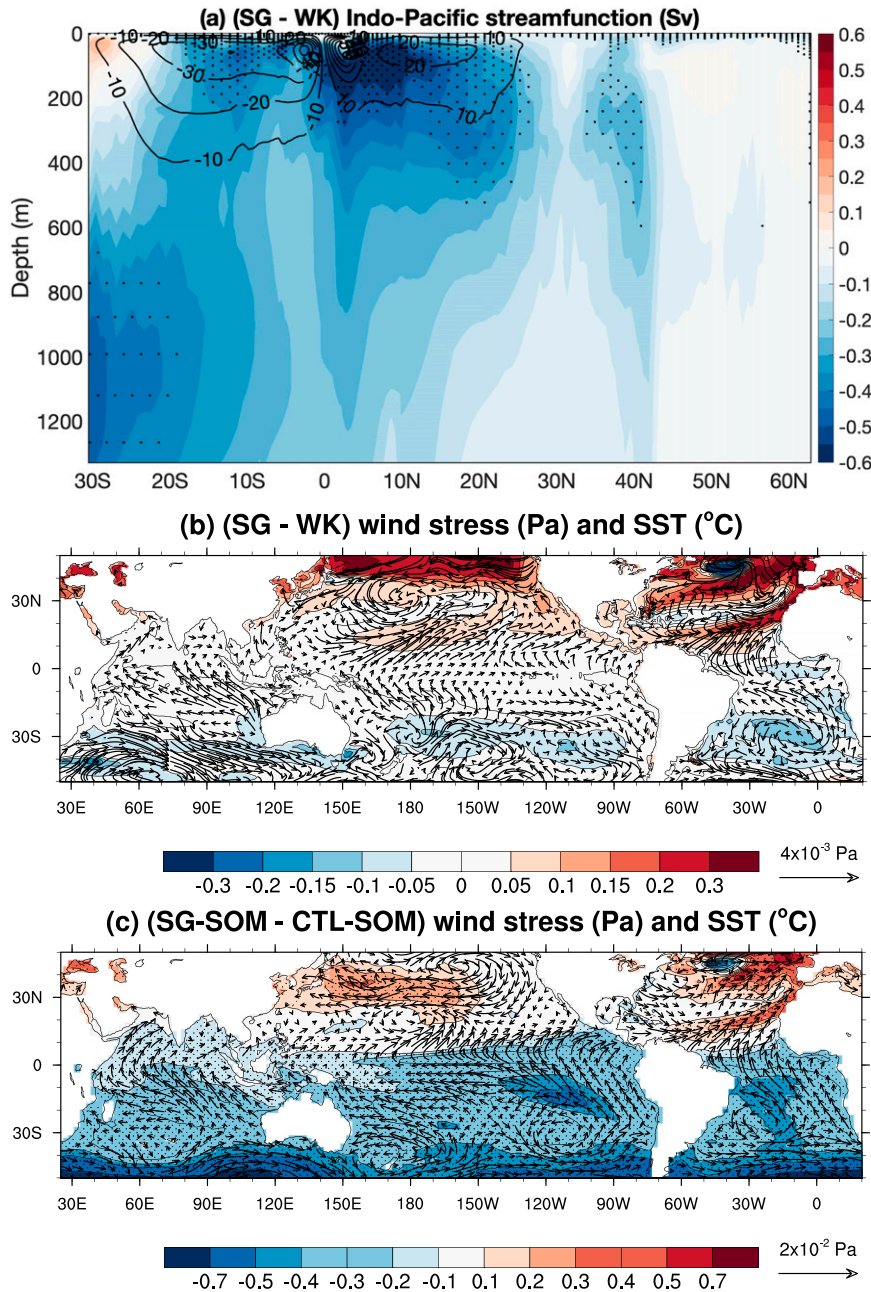 (a) (SG - WK) Indo-Pacific streamfunction (Sv)
0
200
400
600
800
1000
1200
Depth (m)
-10
-20
-30
-10
-10
-20
-30
-20
-10
-10
-10
-10
-20
-10
30S 20S 10S 0 10N 20N 30N 40N 50N 60N
0.6
0.5
0.4
0.3
0.2
0.1
0
-0.1
-0.2
-0.3
-0.4
-0.5
-0.6
(b) (SG - WK) wind stress (Pa) and SST (°C)
30N
0
30S
30E 60E 90E 120E 150E 180 150W 120W 90W 60W 30W 0
-0.3 -0.2 -0.15 -0.1 -0.05 0 0.05 0.1 0.15 0.2 0.3
4x10⁻³ Pa
(c) (SG-SOM - CTL-SOM) wind stress (Pa) and SST (°C)
30N
0
30S
30E 60E 90E 120E 150E 180 150W 120W 90W 60W 30W 0
-0.7 -0.5 -0.4 -0.3 -0.2 -0.1 0.1 0.2 0.3 0.4 0.5 0.7
2x10⁻² Pa